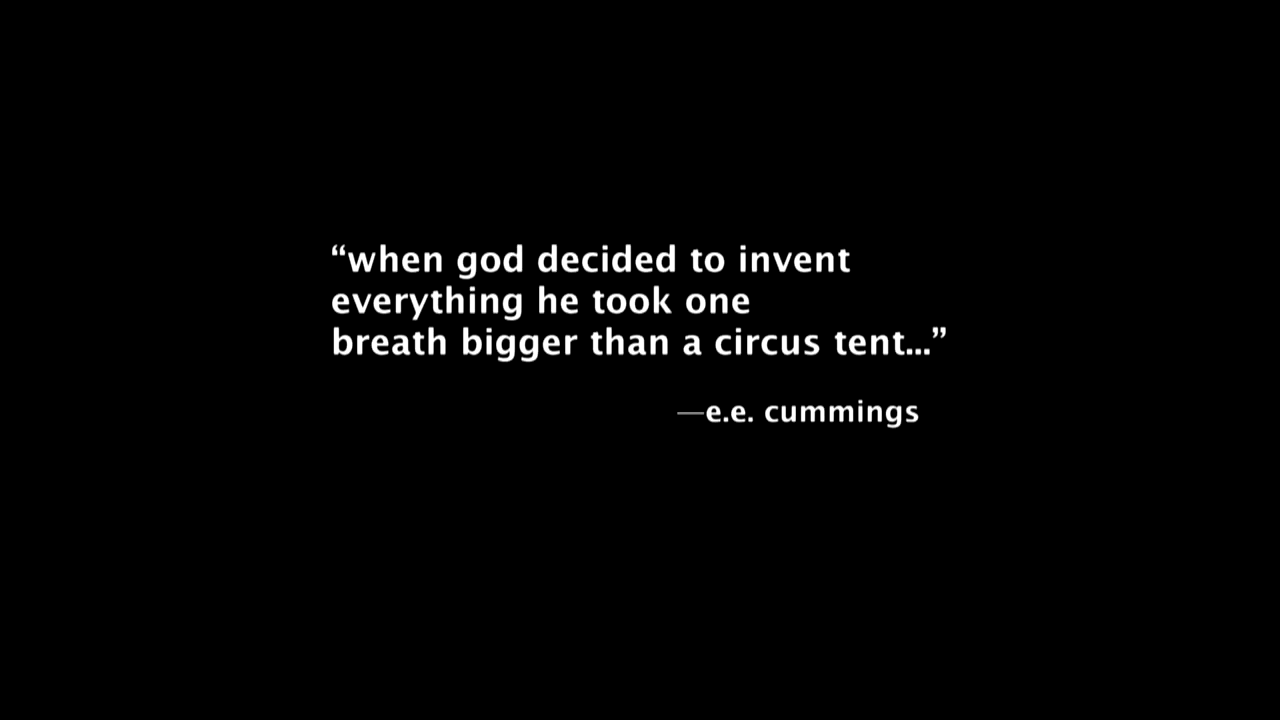 “when god decided to invent
everything he took one
breath bigger than a circus tent...”
—e.e. cummings